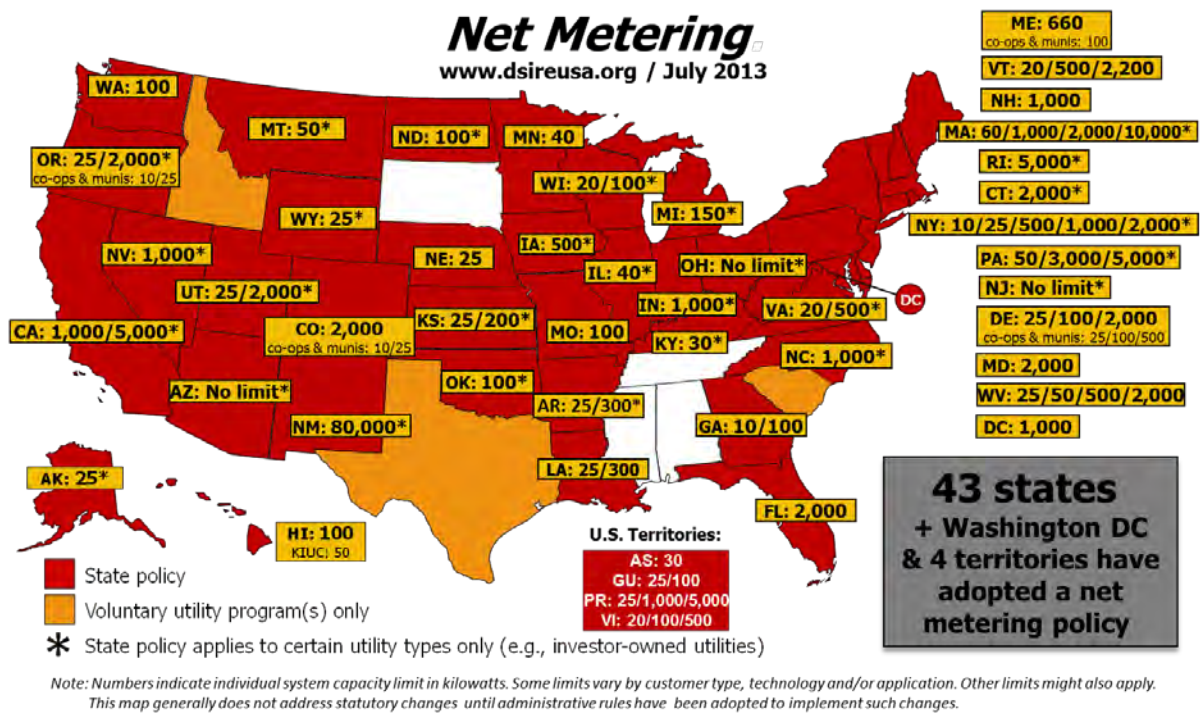 Net Metering
www.dsireusa.org / July 2013
WA: 100
MT: 50*
ND: 100*
MN: 40
OR: 25/2,000*
co-ops & munis: 10/25
WI: 20/100*
MI: 150*
WY: 25*
NV: 1,000*
NE: 25
IA: 500*
IL: 40*
OH: No limit*
UT: 25/2,000*
IN: 1,000*
VA: 20/500*
DC
CA: 1,000/5,000*
CO: 2,000
co-ops & munis: 10/25
KS: 25/200*
MO: 100
KY: 30*
NC: 1,000*
AZ: No limit*
OK: 100*
AR: 25/300*
NM: 80,000*
GA: 10/100
LA: 25/300
AK: 25*
FL: 2,000
HI: 100
KIUC: 50
ME: 660
co-ops & munis: 100
VT: 20/500/2,200
NH: 1,000
MA: 60/1,000/2,000/10,000*
RI: 5,000*
CT: 2,000*
NY: 10/25/500/1,000/2,000*
PA: 50/3,000/5,000*
NJ: No limit*
DE: 25/100/2,000
co-ops & munis: 25/100/500
MD: 2,000
WV: 25/50/500/2,000
DC: 1,000
U.S. Territories:
AS: 30
GU: 25/100
PR: 25/1,000/5,000
VI: 20/100/500
43 states
+ Washington DC
& 4 territories have
adopted a net
metering policy
State policy
Voluntary utility program(s) only
* State policy applies to certain utility types only (e.g., investor-owned utilities)
Note: Numbers indicate individual system capacity limit in kilowatts. Some limits vary by customer type, technology and/or application. Other limits might also apply.
This map generally does not address statutory changes until administrative rules have been adopted to implement such changes.